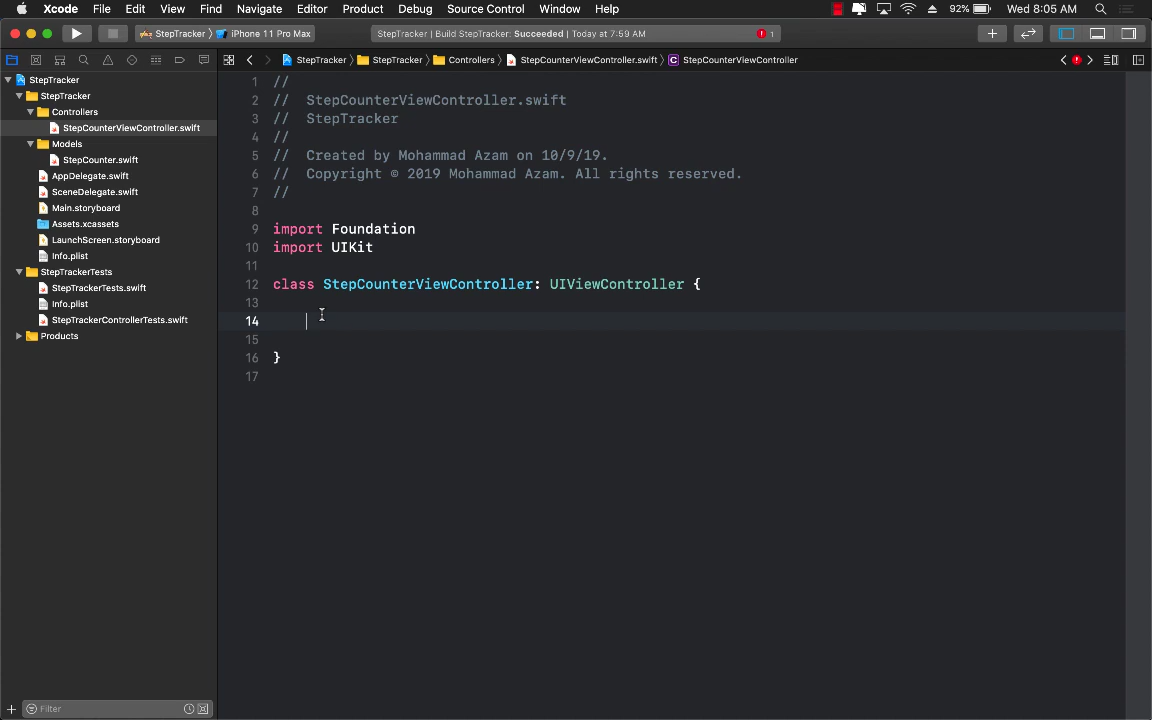 Xcode File Edit View Find Navigate Editor Product Debug Source Control Window Help 92% Wed 8:05 AM
StepTracker iPhone 11 Pro Max StepTracker | Build StepTracker: Succeeded | Today at 7:59 AM 1
StepTracker StepTracker Controllers StepCounterViewController.swift C StepCounterViewController
StepTracker
StepTracker
Controllers
StepCounterViewController.swift
Models
StepCounter.swift
AppDelegate.swift
SceneDelegate.swift
Main.storyboard
Assets.xcassets
LaunchScreen.storyboard
Info.plist
StepTrackerTests
StepTrackerTests.swift
Info.plist
StepTrackerControllerTests.swift
Products
Filter
1 //
2 // StepCounterViewController.swift
3 // StepTracker
4 //
5 // Created by Mohammad Azam on 10/9/19.
6 // Copyright © 2019 Mohammad Azam. All rights reserved.
7 //
8
9 import Foundation
10 import UIKit
11
12 class StepCounterViewController: UIViewController {
13
14
15
16 }
17